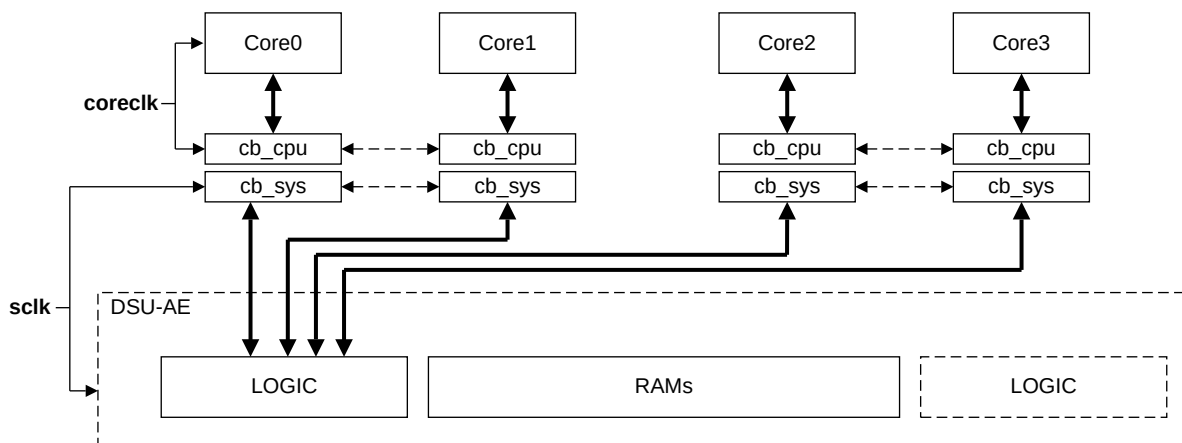 Core0 Core1 Core2 Core3
coreclk
cb_cpu cb_cpu cb_cpu cb_cpu
cb_sys cb_sys cb_sys cb_sys
sclk DSU-AE
LOGIC RAMs LOGIC